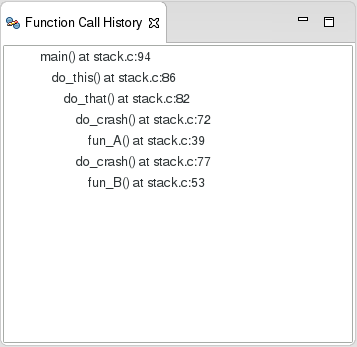 Function Call History
main() at stack.c:94
do_this() at stack.c:86
do_that() at stack.c:82
do_crash() at stack.c:72
fun_A() at stack.c:39
do_crash() at stack.c:77
fun_B() at stack.c:53